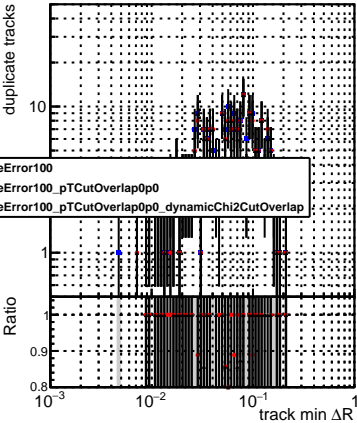 duplicate tracks
10
eError100
eError100_pTCutOverlap0p0
eError100_pTCutOverlap0p0_dynamicChi2CutOverlap
1
Ratio
1
0.9
0.8
10⁻³ 10⁻² 10⁻¹ 1
track min ΔR